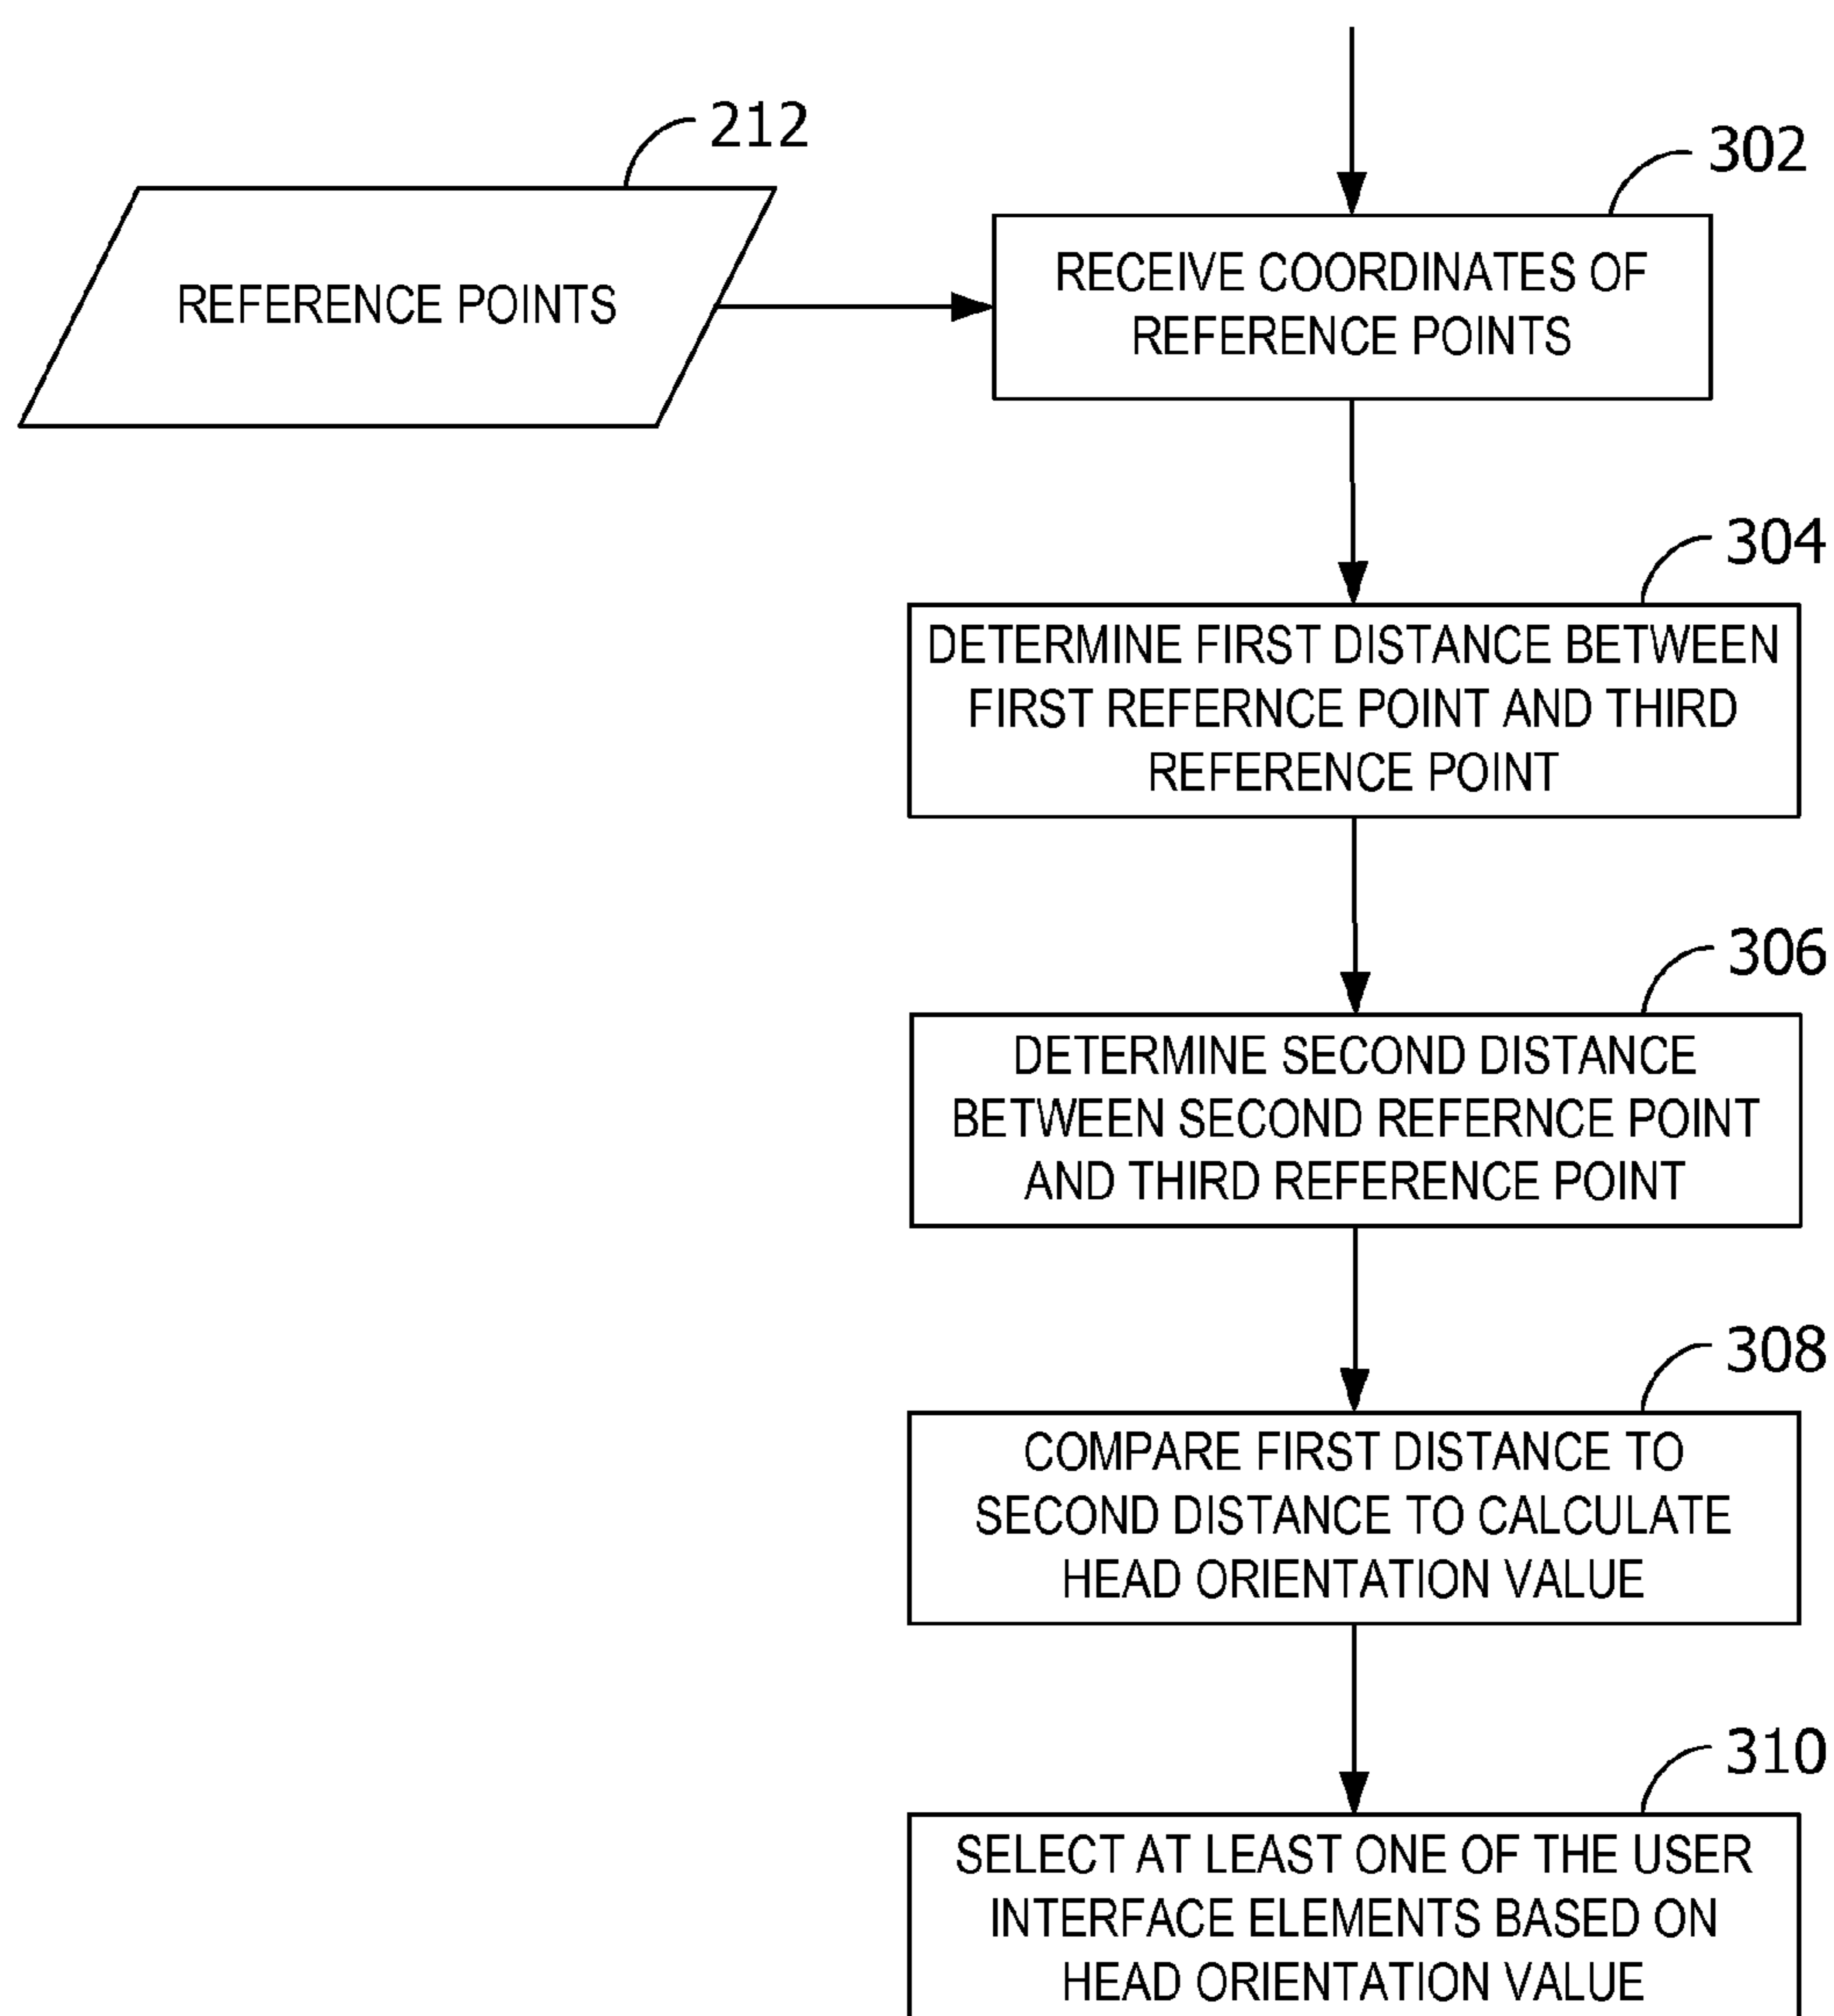 212
REFERENCE POINTS
302
RECEIVE COORDINATES OF
REFERENCE POINTS
304
DETERMINE FIRST DISTANCE BETWEEN
FIRST REFERNCE POINT AND THIRD
REFERENCE POINT
306
DETERMINE SECOND DISTANCE
BETWEEN SECOND REFERNCE POINT
AND THIRD REFERENCE POINT
308
COMPARE FIRST DISTANCE TO
SECOND DISTANCE TO CALCULATE
HEAD ORIENTATION VALUE
310
SELECT AT LEAST ONE OF THE USER
INTERFACE ELEMENTS BASED ON
HEAD ORIENTATION VALUE